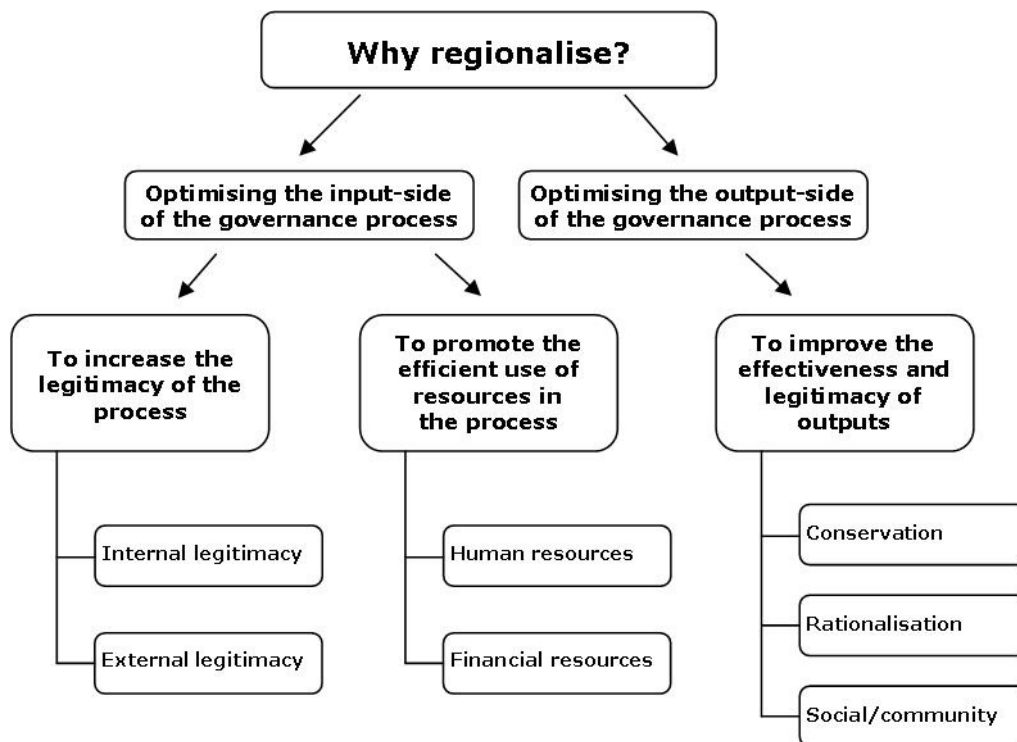 Why regionalise?
Optimising the input-side
of the governance process
Optimising the output-side
of the governance process
To increase the
legitimacy of the
process
To promote the
efficient use of
resources in
the process
To improve the
effectiveness and
legitimacy of
outputs
Internal legitimacy
External legitimacy
Human resources
Financial resources
Conservation
Rationalisation
Social/community